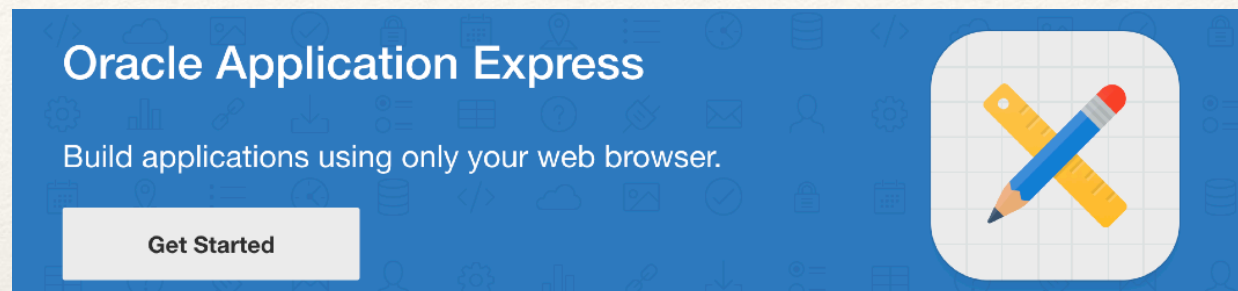 Oracle Application Express
Build applications using only your web browser.
Get Started